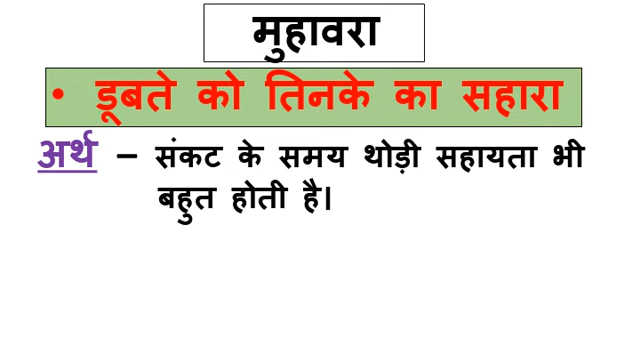 मुहावरा
• डूबते को तिनके का सहारा
अर्थ – संकट के समय थोड़ी सहायता भी
बहुत होती है।